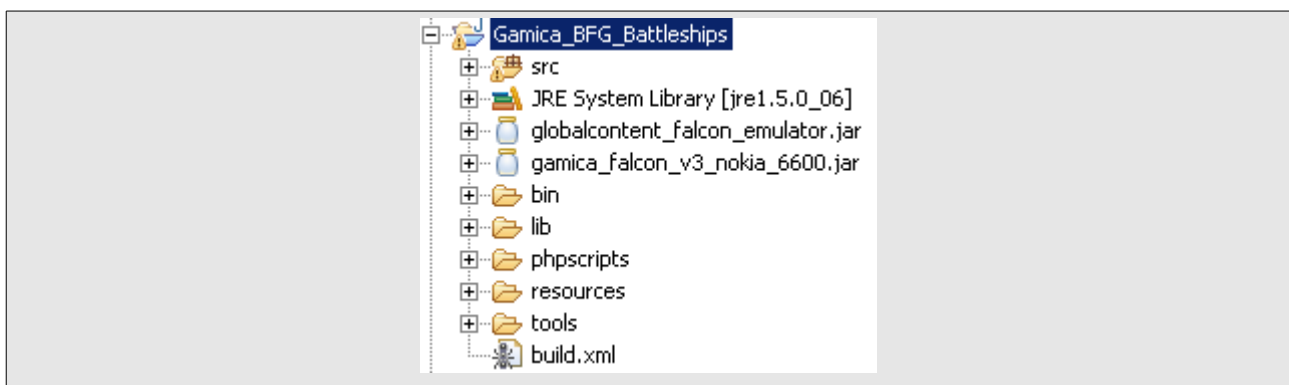 Gamica_BFG_Battleships
src
JRE System Library [jre1.5.0_06]
globalcontent_falcon_emulator.jar
gamica_falcon_v3_nokia_6600.jar
bin
lib
phpscripts
resources
tools
build.xml